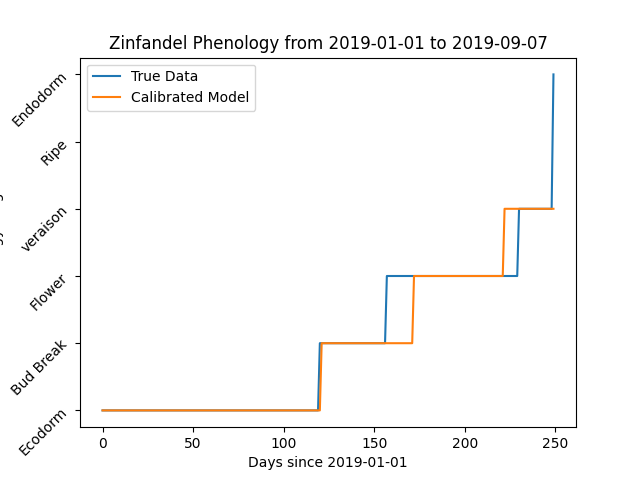 Zinfandel Phenology from 2019-01-01 to 2019-09-07
True Data
Calibrated Model
Endodorm
Ripe
veraison
Flower
Bud Break
Ecodorm
0 50 100 150 200 250
Days since 2019-01-01